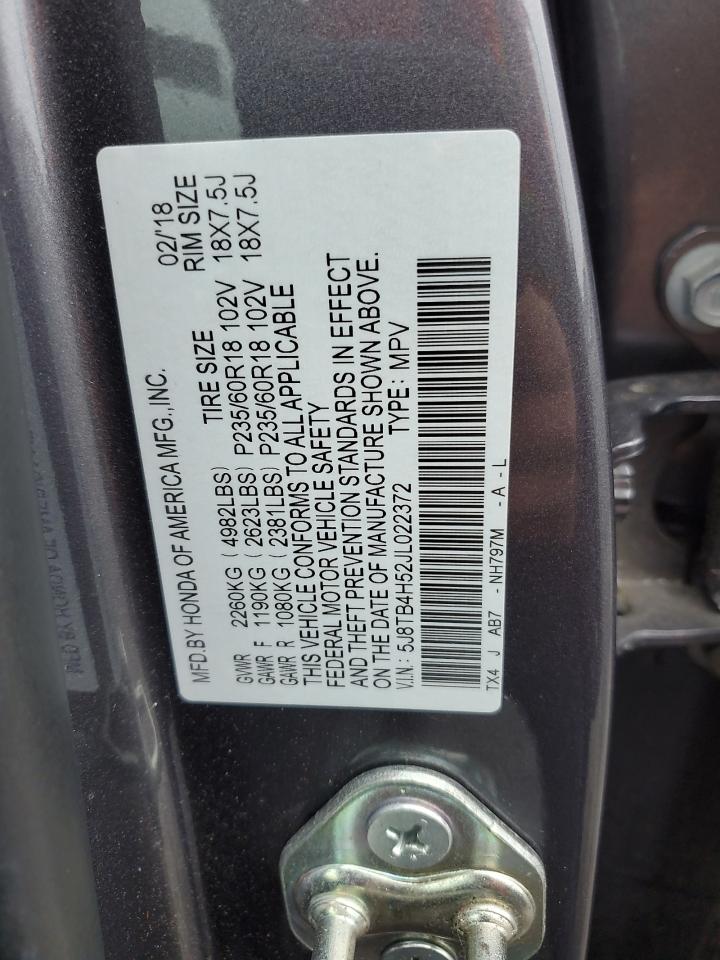 MFD.BY HONDA OF AMERICA MFG.,INC. 02/'18
TIRE SIZE RIM SIZE
GVWR 2260KG (4982LBS)
GAWR F 1190KG (2623LBS) P235/60R18 102V 18X7.5J
GAWR R 1080KG (2381LBS) P235/60R18 102V 18X7.5J
THIS VEHICLE CONFORMS TO ALL APPLICABLE
FEDERAL MOTOR VEHICLE SAFETY
AND THEFT PREVENTION STANDARDS IN EFFECT
ON THE DATE OF MANUFACTURE SHOWN ABOVE.
V.I.N.: 5J8TB4H52JL022372 TYPE: MPV
TX4 J AB7 - NH797M - A - L